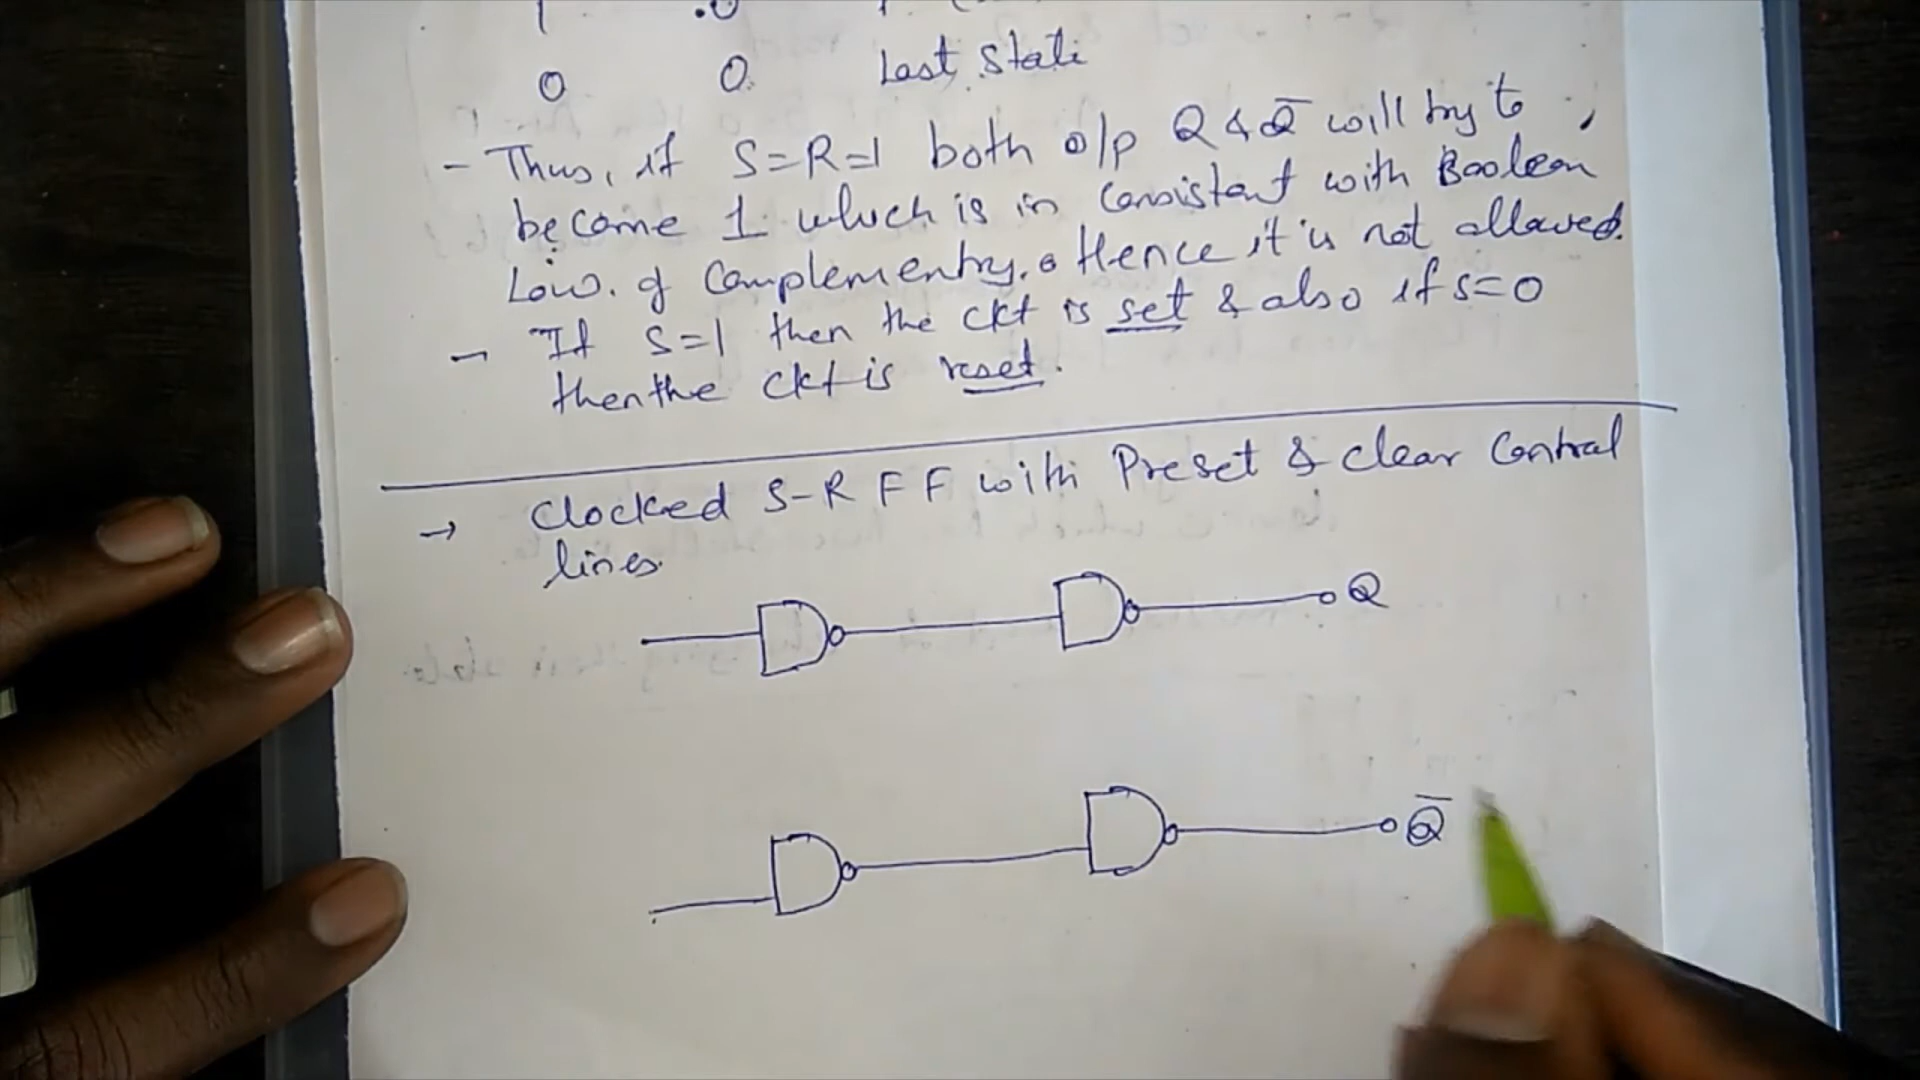 0 0 Last State
- Thus, if S=R=1 both o/p Q & Q̅ will try to ,
become 1. which is in Consistant with Boolean
Low. of Complementry. Hence it is not allowed.
- If S=1 then the ckt is set & also if s=0
then the ckt is reset.
→ Clocked S-R F F with Preset & clear Control
lines.
Q
Q̅